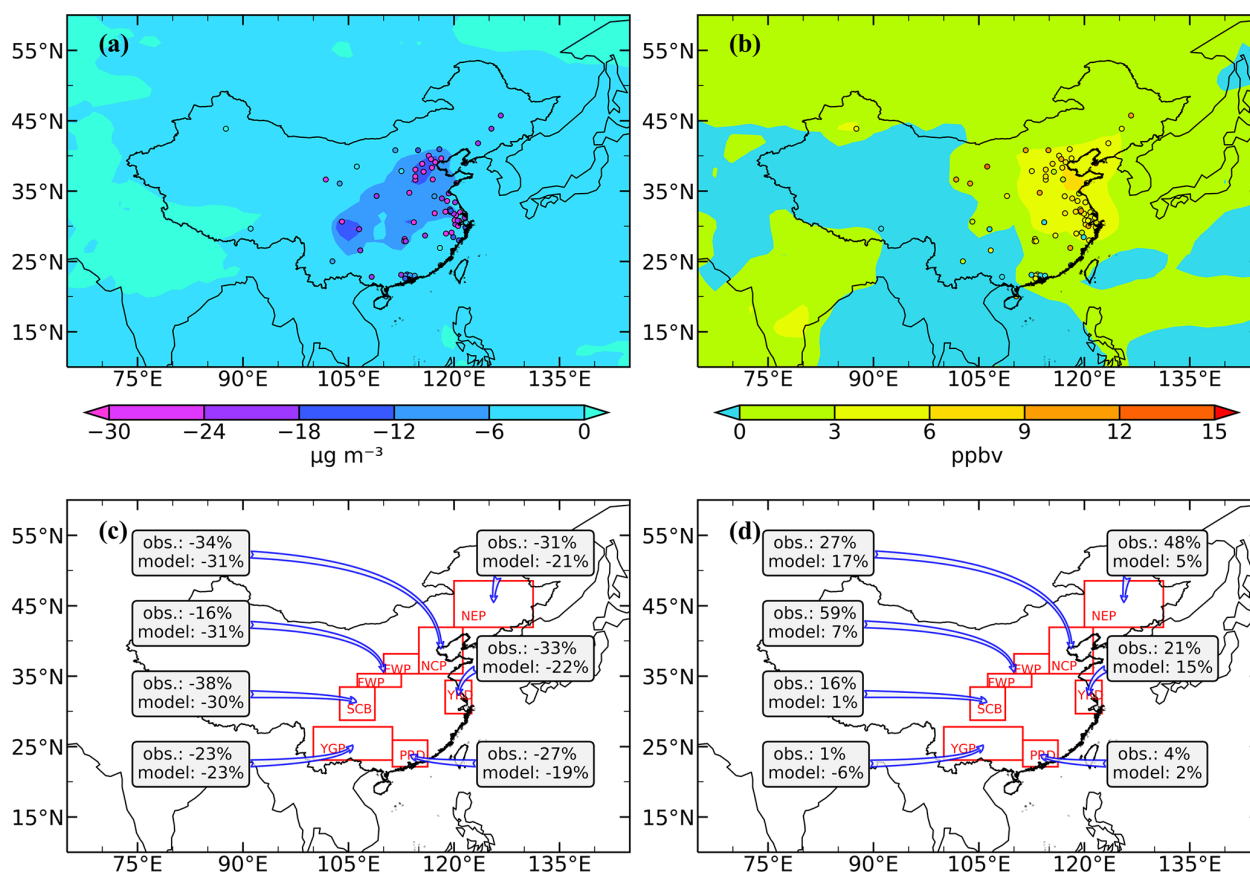 (a)
55°N
45°N
35°N
25°N
15°N
75°E 90°E 105°E 120°E 135°E
−30 −24 −18 −12 −6 0
μg m⁻³
(b)
55°N
45°N
35°N
25°N
15°N
75°E 90°E 105°E 120°E 135°E
0 3 6 9 12 15
ppbv
(c)
55°N
45°N
35°N
25°N
15°N
obs.: -34%
model: -31%
obs.: -31%
model: -21%
obs.: -16%
model: -31%
obs.: -33%
model: -22%
obs.: -38%
model: -30%
obs.: -23%
model: -23%
obs.: -27%
model: -19%
NEP
NCP
FWP
FWP
YRD
SCB
YGP
PRD
75°E 90°E 105°E 120°E 135°E
(d)
55°N
45°N
35°N
25°N
15°N
obs.: 27%
model: 17%
obs.: 48%
model: 5%
obs.: 59%
model: 7%
obs.: 21%
model: 15%
obs.: 16%
model: 1%
obs.: 1%
model: -6%
obs.: 4%
model: 2%
NEP
NCP
FWP
FWP
YRD
SCB
YGP
PRD
75°E 90°E 105°E 120°E 135°E